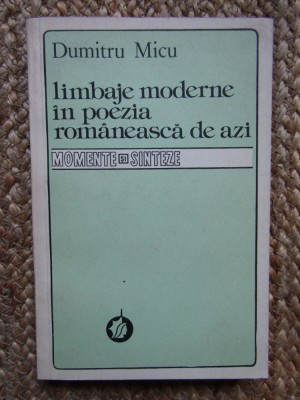 Dumitru Micu
limbaje moderne
în poezia
românească de azi
MOMENTE ȘI SINTEZE